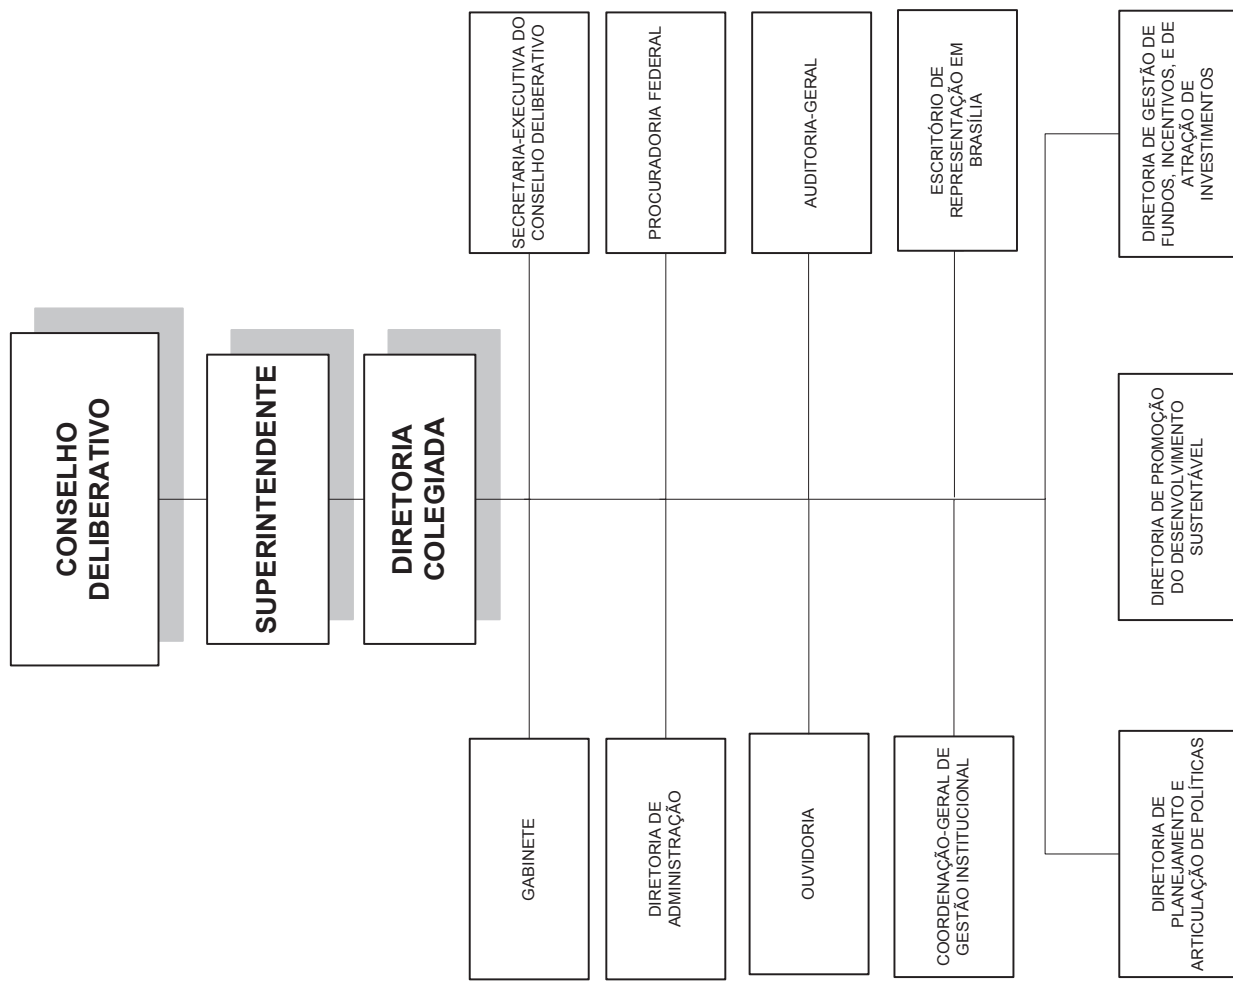 CONSELHO
DELIBERATIVO
SUPERINTENDENTE
DIRETORIA
COLEGIADA
GABINETE
SECRETARIA-EXECUTIVA DO
CONSELHO DELIBERATIVO
DIRETORIA DE
ADMINISTRAÇÃO
PROCURADORIA FEDERAL
OUVIDORIA
AUDITORIA-GERAL
COORDENAÇÃO-GERAL DE
GESTÃO INSTITUCIONAL
ESCRITÓRIO DE
REPRESENTAÇÃO EM
BRASÍLIA
DIRETORIA DE
PLANEJAMENTO E
ARTICULAÇÃO DE POLÍTICAS
DIRETORIA DE PROMOÇÃO
DO DESENVOLVIMENTO
SUSTENTÁVEL
DIRETORIA DE GESTÃO DE
FUNDOS, INCENTIVOS, E DE
ATRAÇÃO DE
INVESTIMENTOS